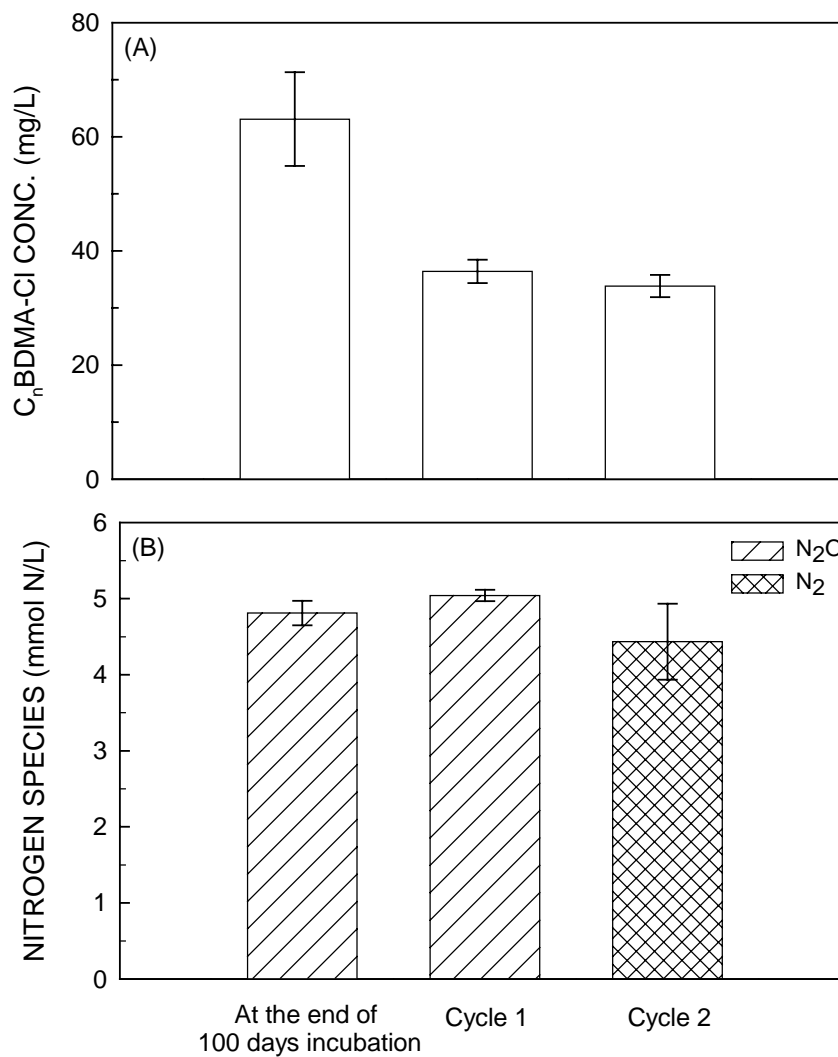 80
(A)
60
40
20
0
CₙBDMA-Cl CONC. (mg/L)
6
(B)
N₂O
5
N₂
4
3
2
1
0
NITROGEN SPECIES (mmol N/L)
At the end of
100 days incubation
Cycle 1
Cycle 2